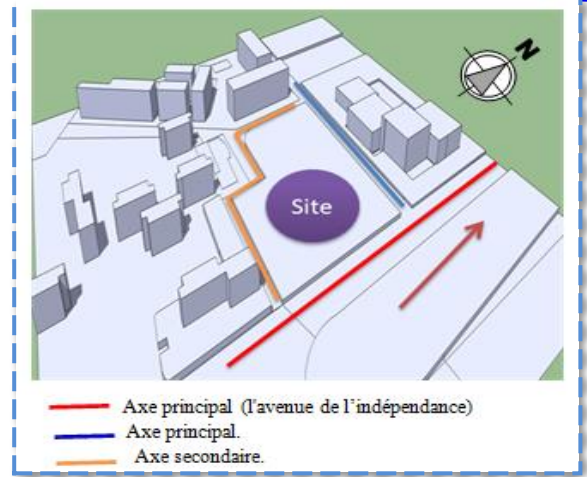 N
Site
Axe principal (l'avenue de l’indépendance)
Axe principal.
Axe secondaire.